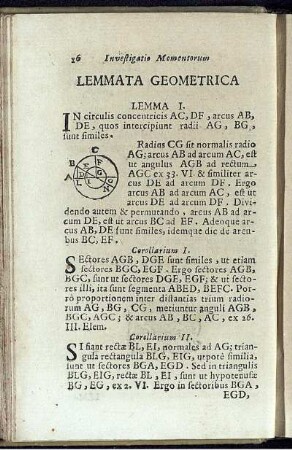 26 Investigatio Momentorum
LEMMATA GEOMETRICA
LEMMA I.
IN circulis concentricis AC, DF, arcus AB,
DE, quos intercipiunt radii AG, BG,
sunt similes.
Radius CG sit normalis radio
AG; arcus AB ad arcum AC, est
ut angulus AGB ad rectum
AGC ex 33. VI. & similiter
arcus DE ad arcum DF. Ergo
arcus AB ad arcum AC, est ut
arcus DE ad arcum DF. Divi-
dendo autem & permutando, arcus AB ad ar-
cum DE, est ut arcus BC ad EF. Adeoque ar-
cus AB, DE sunt similes, idemque dic de arcu-
bus BC, EF.
C
B
F
E
A
D
G
Corollarium I.
SEctores AGB, DGE sunt similes, ut etiam
sectores BGC, EGF. Ergo sectores AGB,
BGC, sunt ut sectores DGE, EGF; & ut secto-
res illi, ita sunt segmenta ABED, BEFC. Por-
rò proportionem inter distantias trium radio-
rum AG, BG, CG, metiuntur anguli AGB,
BGC, AGC; & arcus AB, BC, AC, ex 26.
III. Elem.
Corollarium II.
SI fiant rectæ BL, EI, normales ad AG; trian-
gula rectangula BLG, EIG, utpote similia,
sunt ut sectores BGA, EGD. Sed in triangulis
BLG, EIG, rectæ BL, EI, sunt ut hypotenusæ
BG, EG, ex 2. VI. Ergo in sectoribus BGA,
EGD,